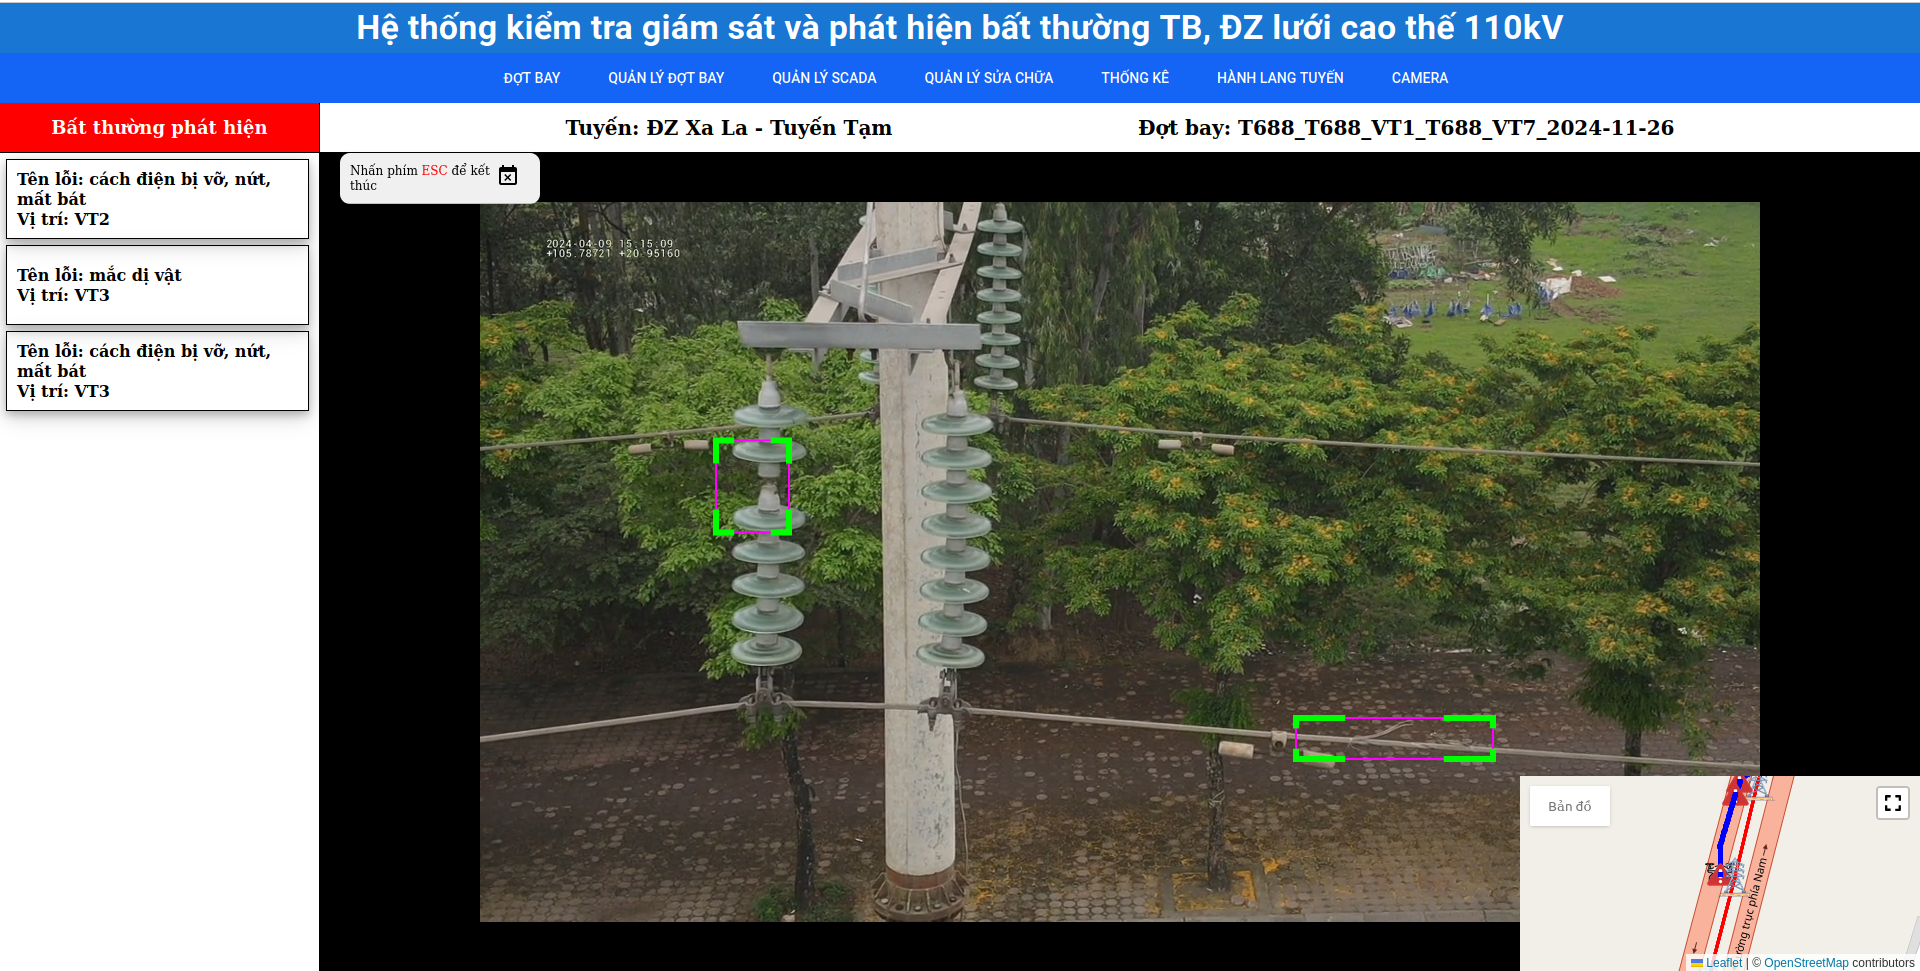 Hệ thống kiểm tra giám sát và phát hiện bất thường TB, ĐZ lưới cao thế 110kV
ĐỢT BAY QUẢN LÝ ĐỢT BAY QUẢN LÝ SCADA QUẢN LÝ SỬA CHỮA THỐNG KÊ HÀNH LANG TUYẾN CAMERA
Bất thường phát hiện
Tuyến: ĐZ Xa La - Tuyến Tạm
Đợt bay: T688_T688_VT1_T688_VT7_2024-11-26
Tên lỗi: cách điện bị vỡ, nứt,
mất bát
Vị trí: VT2
Tên lỗi: mắc dị vật
Vị trí: VT3
Tên lỗi: cách điện bị vỡ, nứt,
mất bát
Vị trí: VT3
Nhấn phím ESC để kết
thúc
2024-04-09 15:15:09
+105.78721 +20.95160
Bản đồ
trục phía Nam
Leaflet | © OpenStreetMap contributors